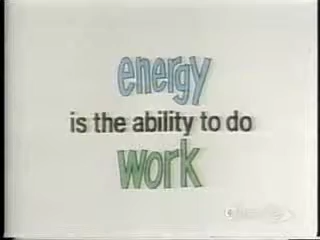 energy
is the ability to do
work